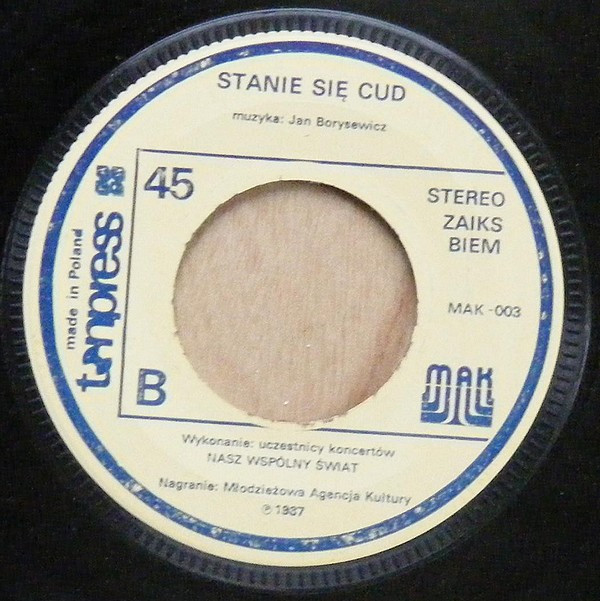 STANIE SIĘ CUD
muzyka: Jan Borysewicz
45
STEREO
ZAIKS
BIEM
made in Poland
tonpress
MAK -003
MAK
B
Wykonanie: uczestnicy koncertów
NASZ WSPÓLNY ŚWIAT
Nagranie: Młodzieżowa Agencja Kultury
℗ 1987